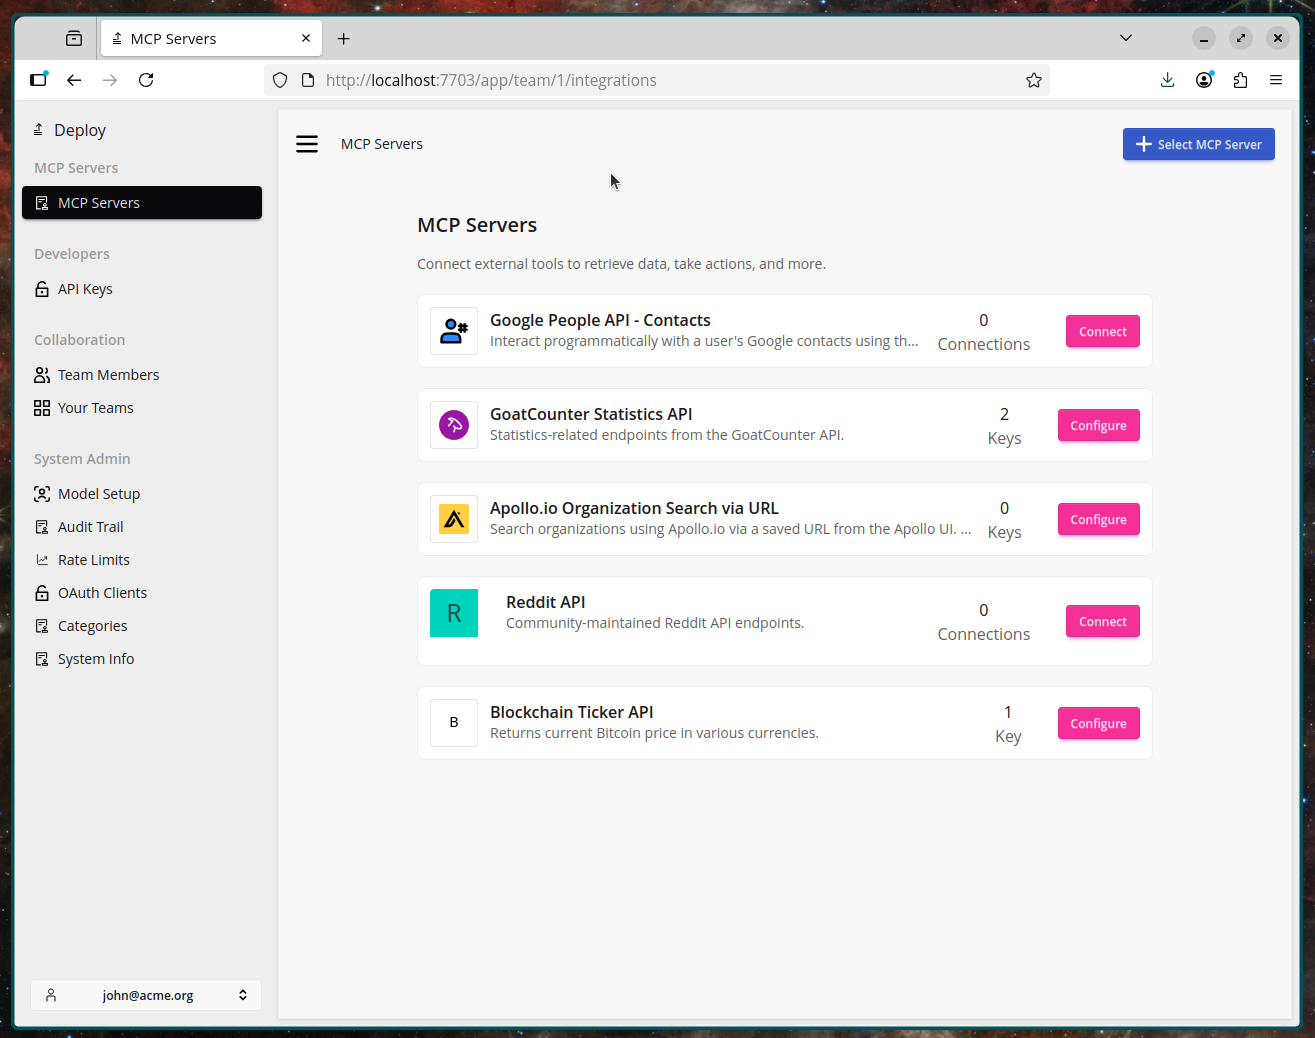 MCP Servers
http://localhost:7703/app/team/1/integrations
Deploy
MCP Servers
MCP Servers
Developers
API Keys
Collaboration
Team Members
Your Teams
System Admin
Model Setup
Audit Trail
Rate Limits
OAuth Clients
Categories
System Info
john@acme.org
MCP Servers
Select MCP Server
MCP Servers
Connect external tools to retrieve data, take actions, and more.
Google People API - Contacts
Interact programmatically with a user's Google contacts using th...
0
Connections
Connect
GoatCounter Statistics API
Statistics-related endpoints from the GoatCounter API.
2
Keys
Configure
Apollo.io Organization Search via URL
Search organizations using Apollo.io via a saved URL from the Apollo UI. ...
0
Keys
Configure
R
Reddit API
Community-maintained Reddit API endpoints.
0
Connections
Connect
B
Blockchain Ticker API
Returns current Bitcoin price in various currencies.
1
Key
Configure